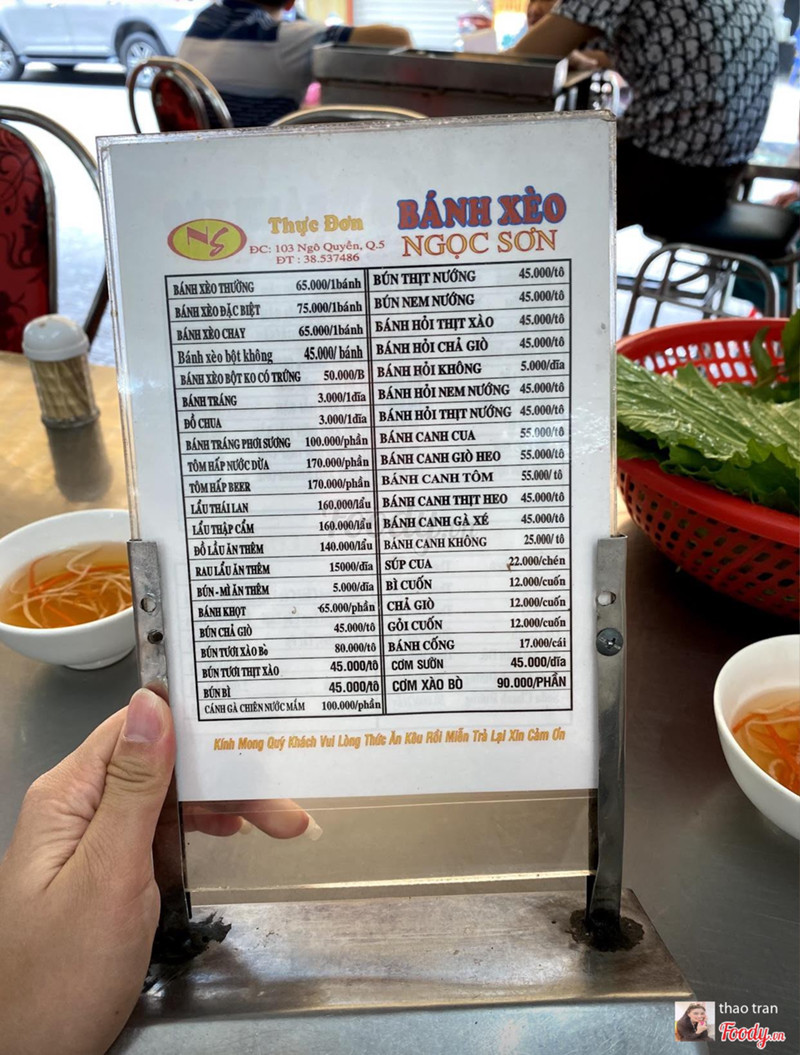 NS
Thực Đơn
ĐC: 103 Ngô Quyền, Q.5
ĐT : 38.537486
BÁNH XÈO
NGỌC SƠN
BÁNH XÈO THƯỜNG 65.000/1bánh
BÁNH XÈO ĐẶC BIỆT 75.000/1bánh
BÁNH XÈO CHAY 65.000/1bánh
Bánh xèo bột không 45.000/ bánh
BÁNH XÈO BỘT KO CÓ TRỨNG 50.000/B
BÁNH TRÁNG 3.000/1dĩa
ĐỒ CHUA 3.000/1dĩa
BÁNH TRÁNG PHƠI SƯƠNG 100.000/phần
TÔM HẤP NƯỚC DỪA 170.000/phần
TÔM HẤP BEER 170.000/phần
LẨU THÁI LAN 160.000/lẩu
LẨU THẬP CẨM 160.000/lẩu
ĐỒ LẨU ĂN THÊM 140.000/lẩu
RAU LẨU ĂN THÊM 15000/dĩa
BÚN - MÌ ĂN THÊM 5.000/dĩa
BÁNH KHỌT 65.000/phần
BÚN CHẢ GIÒ 45.000/tô
BÚN TƯƠI XÀO Bò 80.000/tô
BÚN TƯƠI THỊT XÀO 45.000/tô
BÚN BÌ 45.000/tô
CÁNH GÀ CHIÊN NƯỚC MẮM 100.000/phần
BÚN THỊT NƯỚNG 45.000/tô
BÚN NEM NƯỚNG 45.000/tô
BÁNH HỎI THỊT XÀO 45.000/tô
BÁNH HỎI CHẢ GIÒ 45.000/tô
BÁNH HỎI KHÔNG 5.000/dĩa
BÁNH HỎI NEM NƯỚNG 45.000/tô
BÁNH HỎI THỊT NƯỚNG 45.000/tô
BÁNH CANH CUA 55.000/tô
BÁNH CANH GIÒ HEO 55.000/tô
BÁNH CANH TÔM 55.000/ tô
BÁNH CANH THỊT HEO 45.000/tô
BÁNH CANH GÀ XÉ 45.000/tô
BÁNH CANH KHÔNG 25.000/ tô
SÚP CUA 22.000/chén
BÌ CUỐN 12.000/cuốn
CHẢ GIÒ 12.000/cuốn
GỎI CUỐN 12.000/cuốn
BÁNH CỐNG 17.000/cái
CƠM SƯỜN 45.000/dĩa
CƠM XÀO BÒ 90.000/PHẦN
Kính Mong Quý Khách Vui Lòng Thức Ăn Kêu Rồi Miễn Trả Lại Xin Cảm Ơn
thao tran
Foody.vn